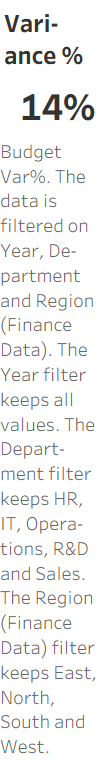 Vari-
ance %
14%
Budget
Var%. The
data is
filtered on
Year, De-
partment
and Region
(Finance
Data). The
Year filter
keeps all
values. The
Depart-
ment filter
keeps HR,
IT, Opera-
tions, R&D
and Sales.
The Region
(Finance
Data) filter
keeps East,
North,
South and
West.